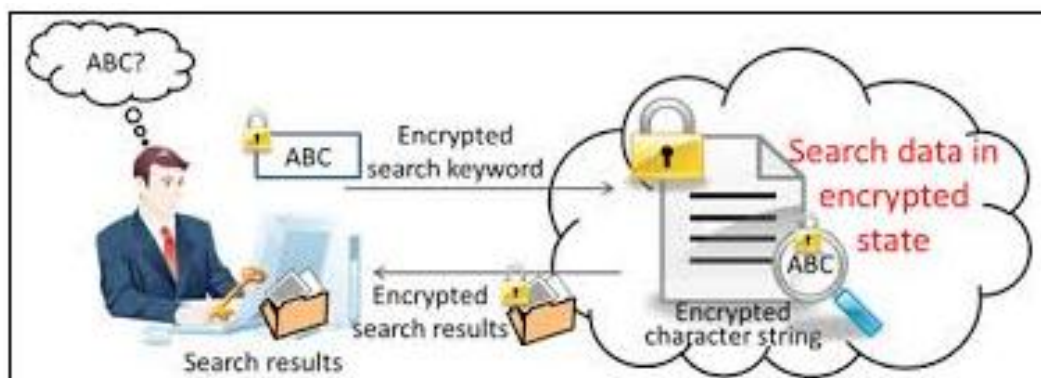 ABC?
ABC
Encrypted
search keyword
Search data in
encrypted
state
ABC
Encrypted
character string
Encrypted
search results
Search results